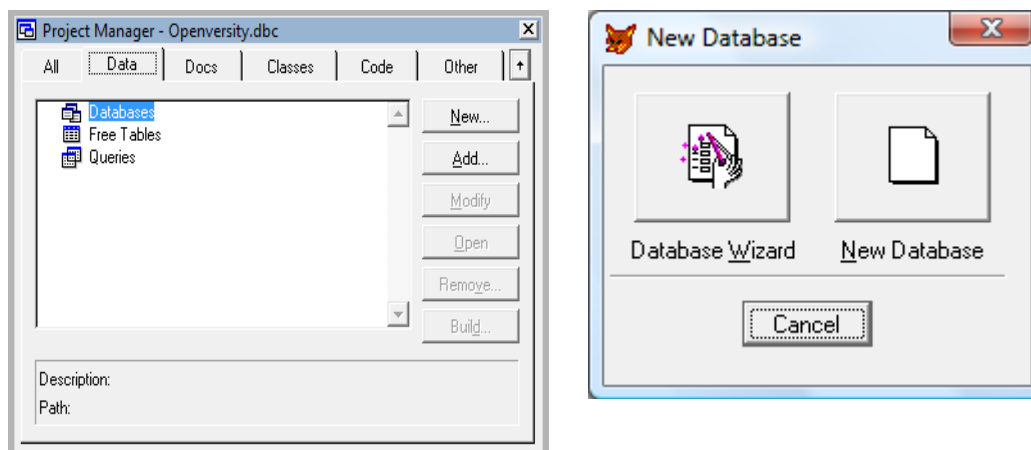 Project Manager - Openversity.dbc
All Data Docs Classes Code Other
Databases
Free Tables
Queries
New...
Add...
Modify
Open
Remove...
Build...
Description:
Path:
New Database
Database Wizard New Database
Cancel